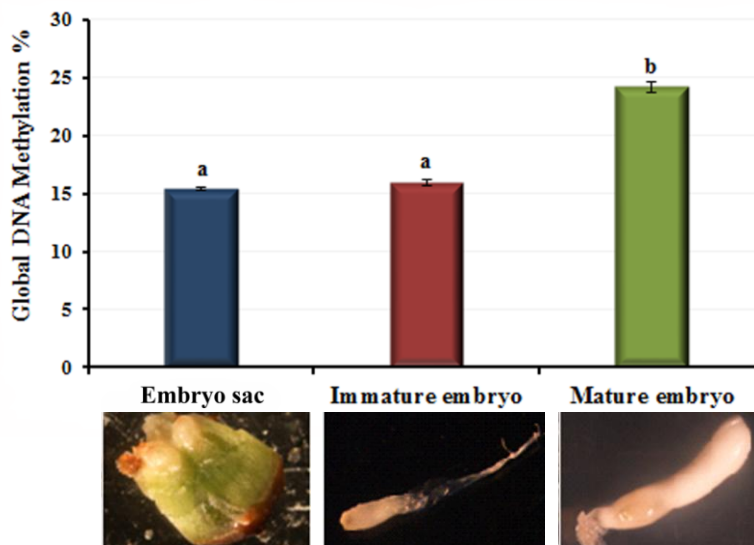 Global DNA Methylation %
30
25
20
15
10
5
0
a
a
b
Embryo sac
Immature embryo
Mature embryo